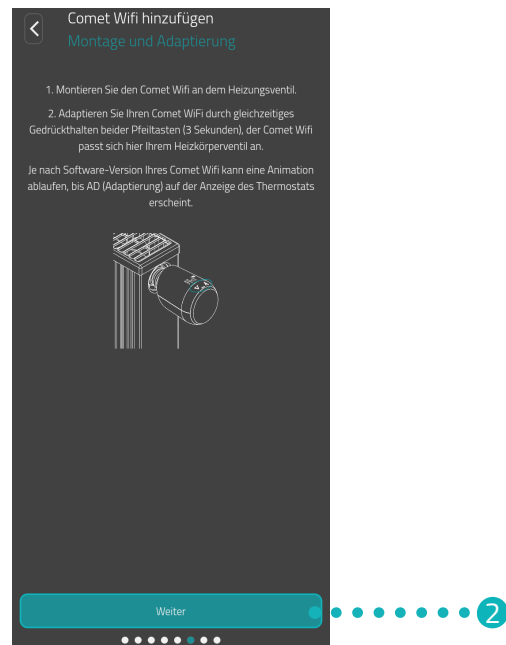 Comet Wifi hinzufügen
Montage und Adaptierung
1. Montieren Sie den Comet Wifi an dem Heizungsventil.
2. Adaptieren Sie Ihren Comet WiFi durch gleichzeitiges
Gedrückthalten beider Pfeiltasten (3 Sekunden), der Comet Wifi
passt sich hier Ihrem Heizkörperventil an.
Je nach Software-Version Ihres Comet Wifi kann eine Animation
ablaufen, bis AD (Adaptierung) auf der Anzeige des Thermostats
erscheint.
Weiter
2